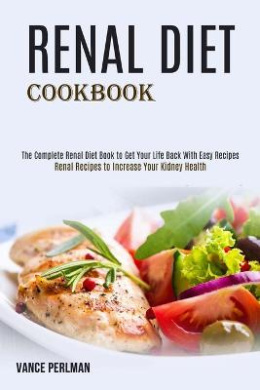 RENAL DIET
COOKBOOK
The Complete Renal Diet Book to Get Your Life Back With Easy Recipes
Renal Recipes to Increase Your Kidney Health
VANCE PERLMAN